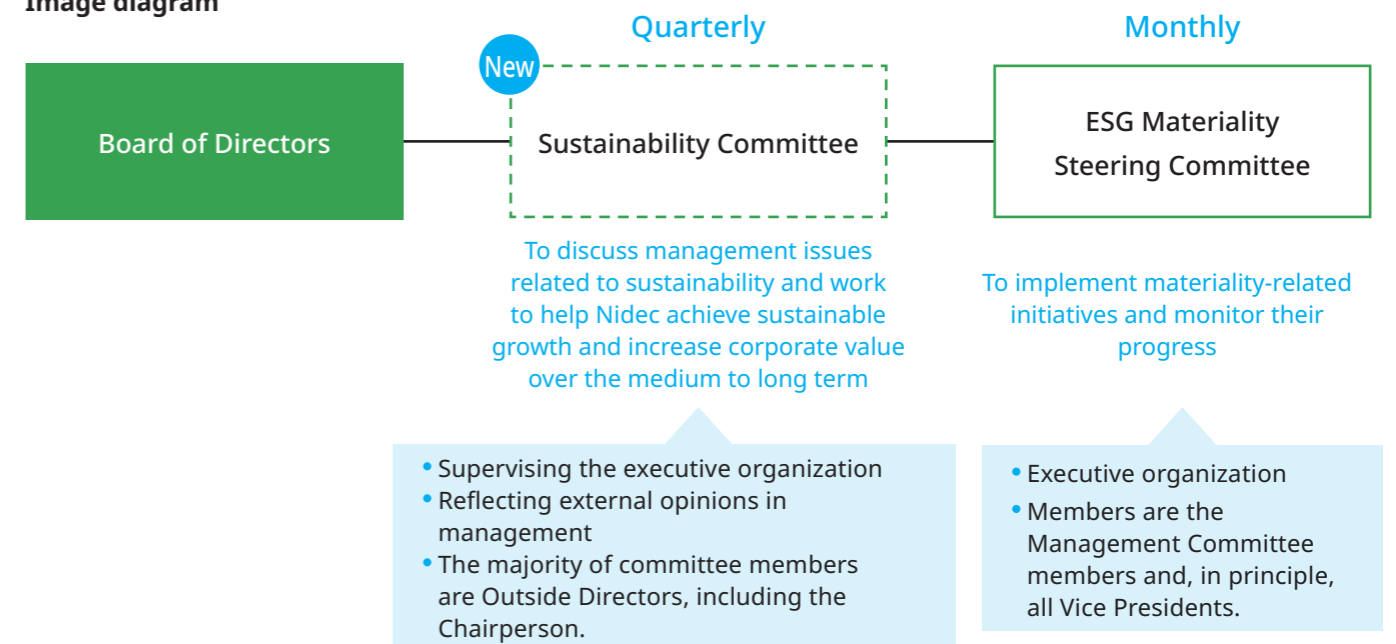 Image diagram
Quarterly
Monthly
New
Board of Directors
Sustainability Committee
ESG Materiality
Steering Committee
To discuss management issues
related to sustainability and work
to help Nidec achieve sustainable
growth and increase corporate value
over the medium to long term
To implement materiality-related
initiatives and monitor their
progress
• Supervising the executive organization
• Reflecting external opinions in
management
• The majority of committee members
are Outside Directors, including the
Chairperson.
• Executive organization
• Members are the
Management Committee
members and, in principle,
all Vice Presidents.